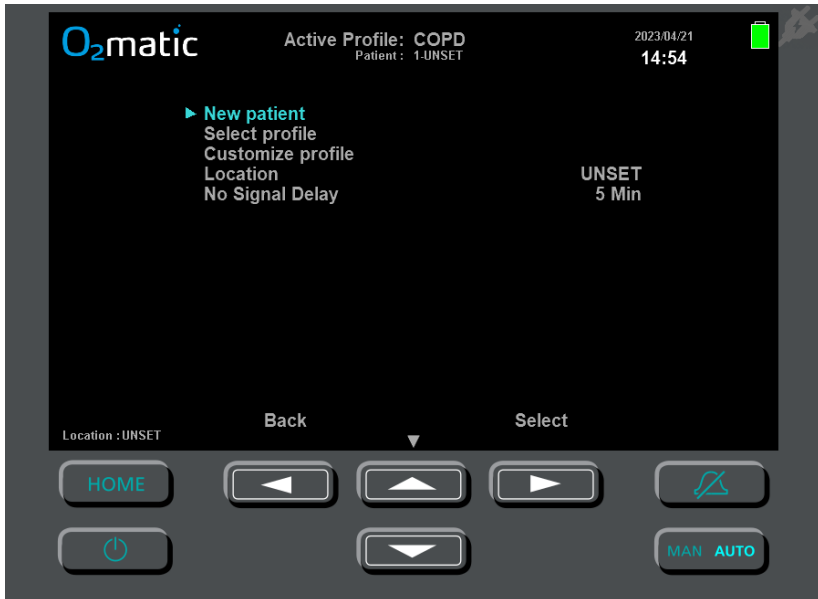 O2matic
Active Profile: COPD
Patient : 1-UNSET
2023/04/21
14:54
New patient
Select profile
Customize profile
Location UNSET
No Signal Delay 5 Min
Back Select
Location :UNSET
HOME
MAN AUTO